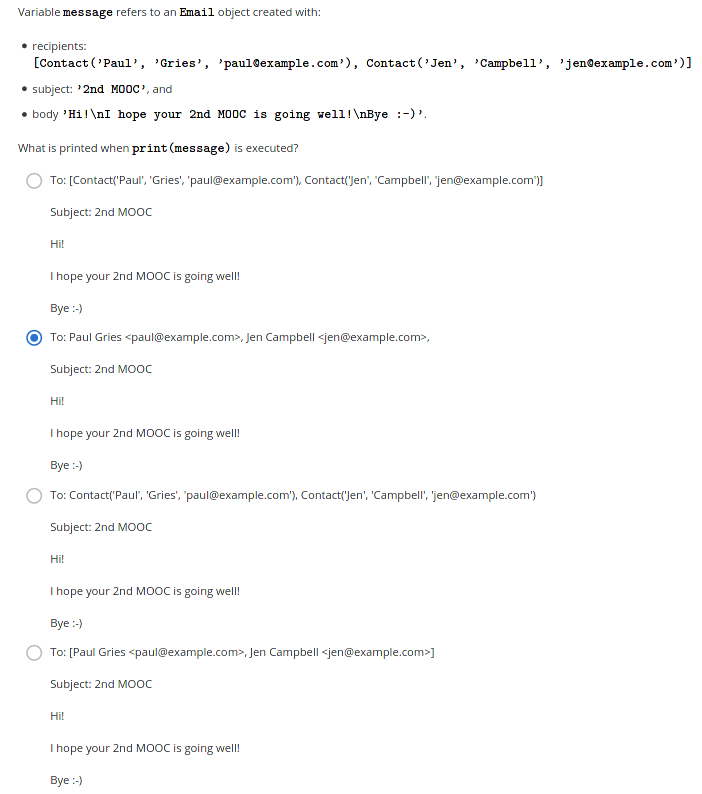 Variable message refers to an Email object created with:
• recipients:
[Contact(’Paul’, ’Gries’, ’paul@example.com’), Contact(’Jen’, ’Campbell’, ’jen@example.com’)]
• subject: ’2nd MOOC’, and
• body ’Hi!\nI hope your 2nd MOOC is going well!\nBye :-)’.
What is printed when print(message) is executed?
To: [Contact('Paul', 'Gries', 'paul@example.com'), Contact('Jen', 'Campbell', 'jen@example.com')]
Subject: 2nd MOOC
Hi!
I hope your 2nd MOOC is going well!
Bye :-)
To: Paul Gries <paul@example.com>, Jen Campbell <jen@example.com>,
Subject: 2nd MOOC
Hi!
I hope your 2nd MOOC is going well!
Bye :-)
To: Contact('Paul', 'Gries', 'paul@example.com'), Contact('Jen', 'Campbell', 'jen@example.com')
Subject: 2nd MOOC
Hi!
I hope your 2nd MOOC is going well!
Bye :-)
To: [Paul Gries <paul@example.com>, Jen Campbell <jen@example.com>]
Subject: 2nd MOOC
Hi!
I hope your 2nd MOOC is going well!
Bye :-)